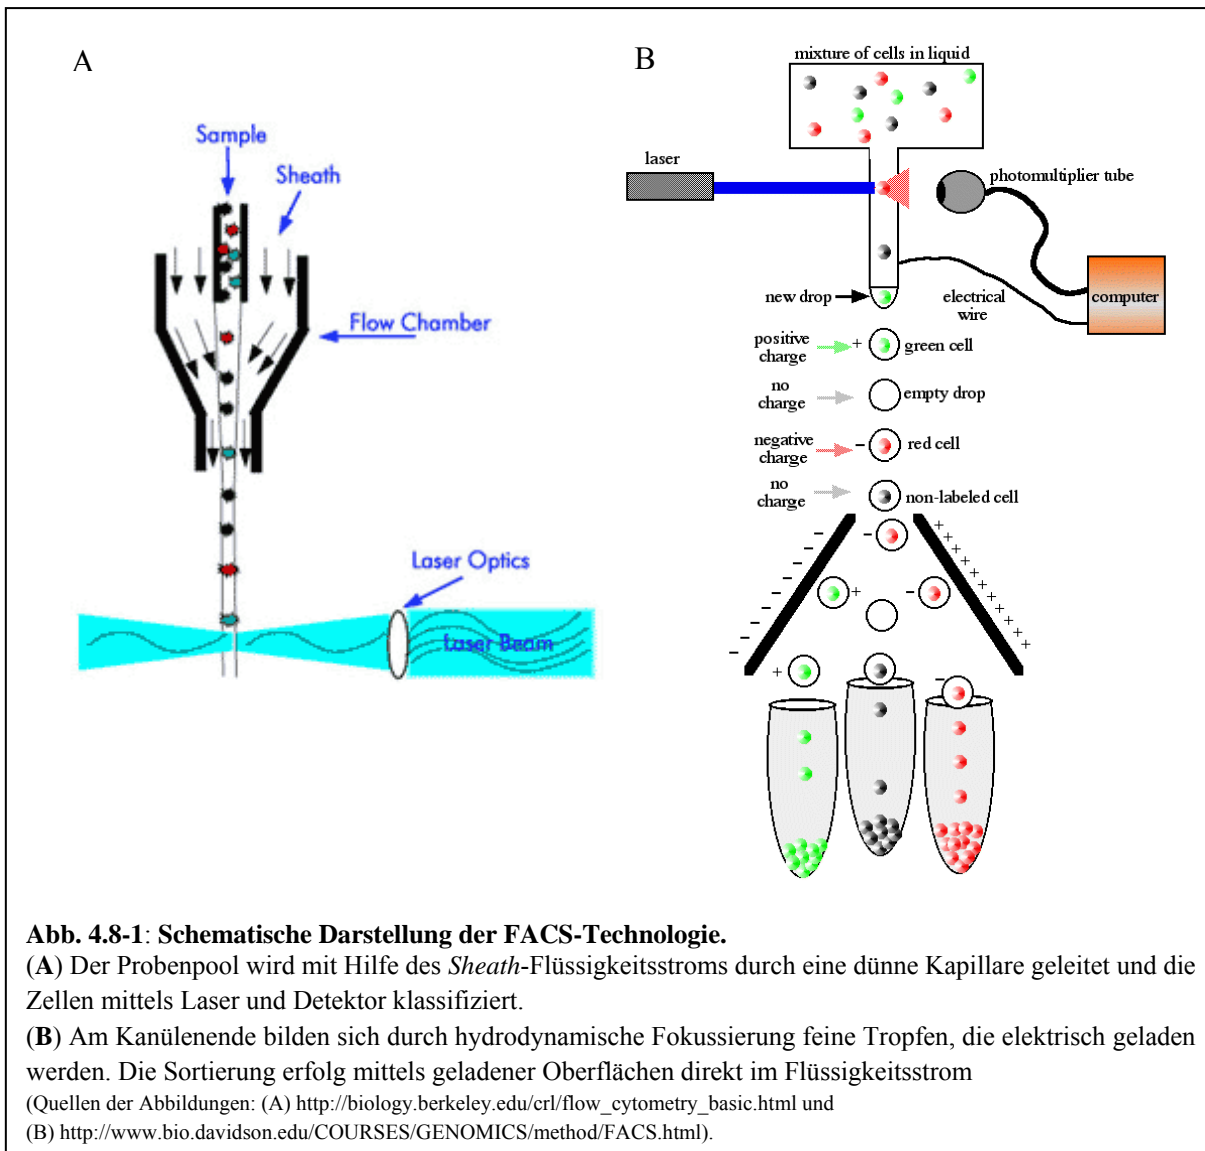 A
Sample
Sheath
Flow Chamber
Laser Optics
Laser Beam
B
mixture of cells in liquid
laser
photomultiplier tube
new drop
electrical
wire
computer
positive
charge
+
green cell
no
charge
empty drop
negative
charge
–
red cell
no
charge
non-labeled cell
– – – – – – – –
–
+ + + + + + + + + + + +
+
–
+
–
Abb. 4.8-1: Schematische Darstellung der FACS-Technologie.
(A) Der Probenpool wird mit Hilfe des Sheath-Flüssigkeitsstroms durch eine dünne Kapillare geleitet und die
Zellen mittels Laser und Detektor klassifiziert.
(B) Am Kanülenende bilden sich durch hydrodynamische Fokussierung feine Tropfen, die elektrisch geladen
werden. Die Sortierung erfolg mittels geladener Oberflächen direkt im Flüssigkeitsstrom
(Quellen der Abbildungen: (A) http://biology.berkeley.edu/crl/flow_cytometry_basic.html und
(B) http://www.bio.davidson.edu/COURSES/GENOMICS/method/FACS.html).